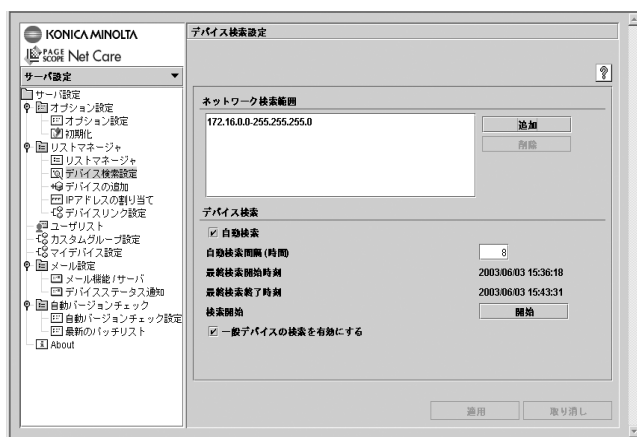 KONICA MINOLTA
PAGE SCOPE Net Care
サーバ設定
サーバ設定
オプション設定
オプション設定
初期化
リストマネージャ
リストマネージャ
デバイス検索設定
デバイスの追加
IPアドレスの割り当て
デバイスリンク設定
ユーザリスト
カスタムグループ設定
マイデバイス設定
メール設定
メール機能 / サーバ
デバイスステータス通知
自動バージョンチェック
自動バージョンチェック設定
最新のパッチリスト
About
デバイス検索設定
?
ネットワーク検索範囲
172.16.0.0-255.255.255.0
追加
削除
デバイス検索
自動検索
自動検索間隔 (時間) 8
最終検索開始時刻 2003/06/03 15:36:18
最終検索終了時刻 2003/06/03 15:43:31
検索開始 開始
一般デバイスの検索を有効にする
適用 取り消し